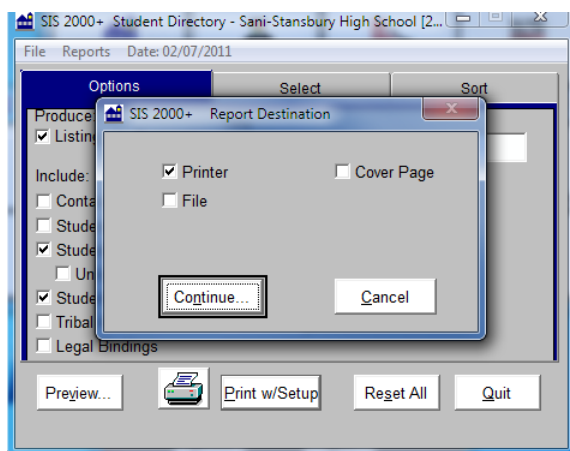 SIS 2000+ Student Directory - Sani-Stansbury High School [2...
File Reports Date: 02/07/2011
Options Select Sort
Produce:
SIS 2000+ Report Destination
Listing
Include:
Printer Cover Page
File
Conta
Stude
Stude
Un
Stude
Tribal
Legal Bindings
Continue... Cancel
Preview... Print w/Setup Reset All Quit